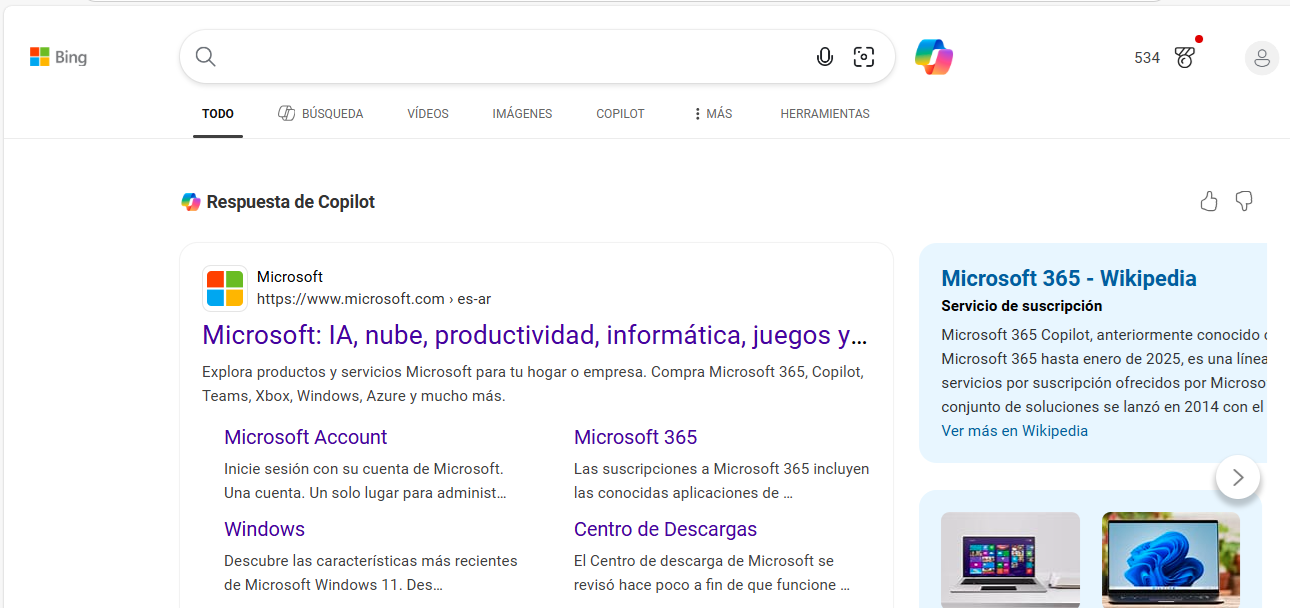 Bing
534
TODO
BÚSQUEDA
VÍDEOS
IMÁGENES
COPILOT
MÁS
HERRAMIENTAS
Respuesta de Copilot
Microsoft
https://www.microsoft.com › es-ar
Microsoft: IA, nube, productividad, informática, juegos y...
Explora productos y servicios Microsoft para tu hogar o empresa. Compra Microsoft 365, Copilot,
Teams, Xbox, Windows, Azure y mucho más.
Microsoft Account
Inicie sesión con su cuenta de Microsoft.
Una cuenta. Un solo lugar para administ...
Microsoft 365
Las suscripciones a Microsoft 365 incluyen
las conocidas aplicaciones de ...
Windows
Descubre las características más recientes
de Microsoft Windows 11. Des...
Centro de Descargas
El Centro de descarga de Microsoft se
revisó hace poco a fin de que funcione ...
Microsoft 365 - Wikipedia
Servicio de suscripción
Microsoft 365 Copilot, anteriormente conocido
Microsoft 365 hasta enero de 2025, es una línea
servicios por suscripción ofrecidos por Microso
conjunto de soluciones se lanzó en 2014 con el
Ver más en Wikipedia